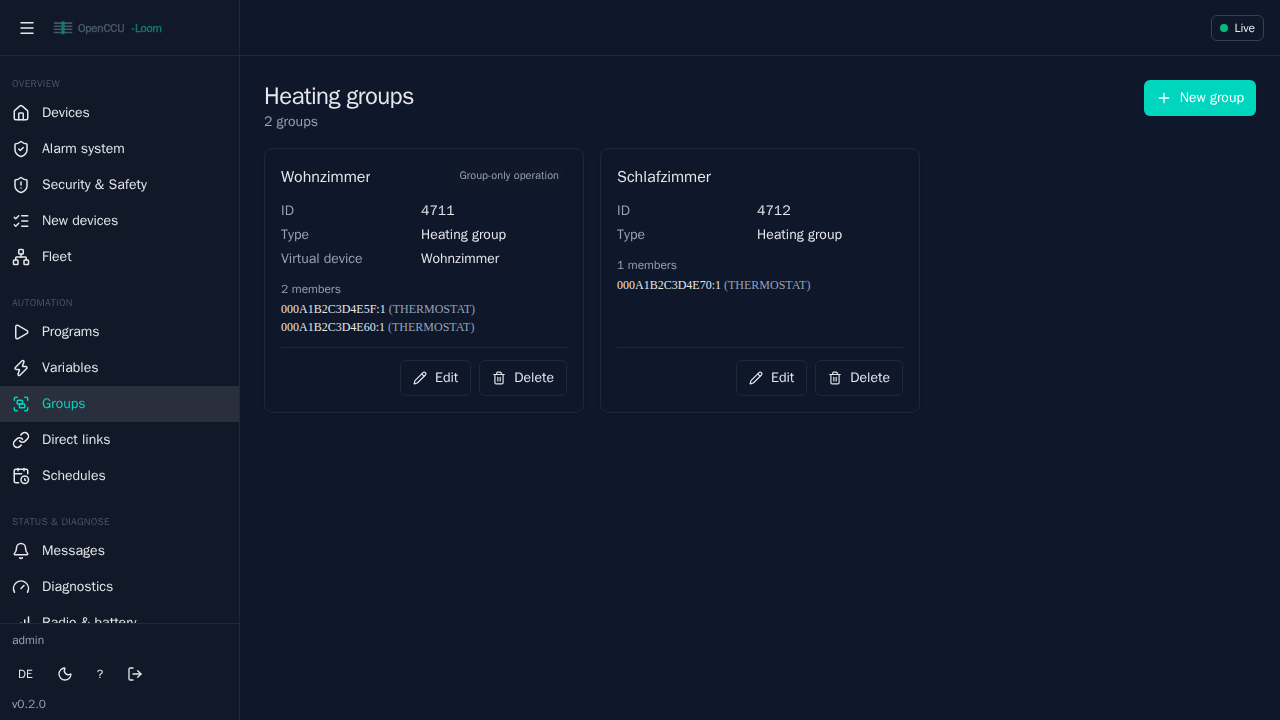 OpenCCU -Loom
Live
OVERVIEW
Devices
Alarm system
Security & Safety
New devices
Fleet
AUTOMATION
Programs
Variables
Groups
Direct links
Schedules
STATUS & DIAGNOSE
Messages
Diagnostics
Radio & battery
admin
DE
?
v0.2.0
Heating groups
2 groups
New group
Wohnzimmer Group-only operation
ID 4711
Type Heating group
Virtual device Wohnzimmer
2 members
000A1B2C3D4E5F:1 (THERMOSTAT)
000A1B2C3D4E60:1 (THERMOSTAT)
Edit Delete
Schlafzimmer
ID 4712
Type Heating group
1 members
000A1B2C3D4E70:1 (THERMOSTAT)
Edit Delete